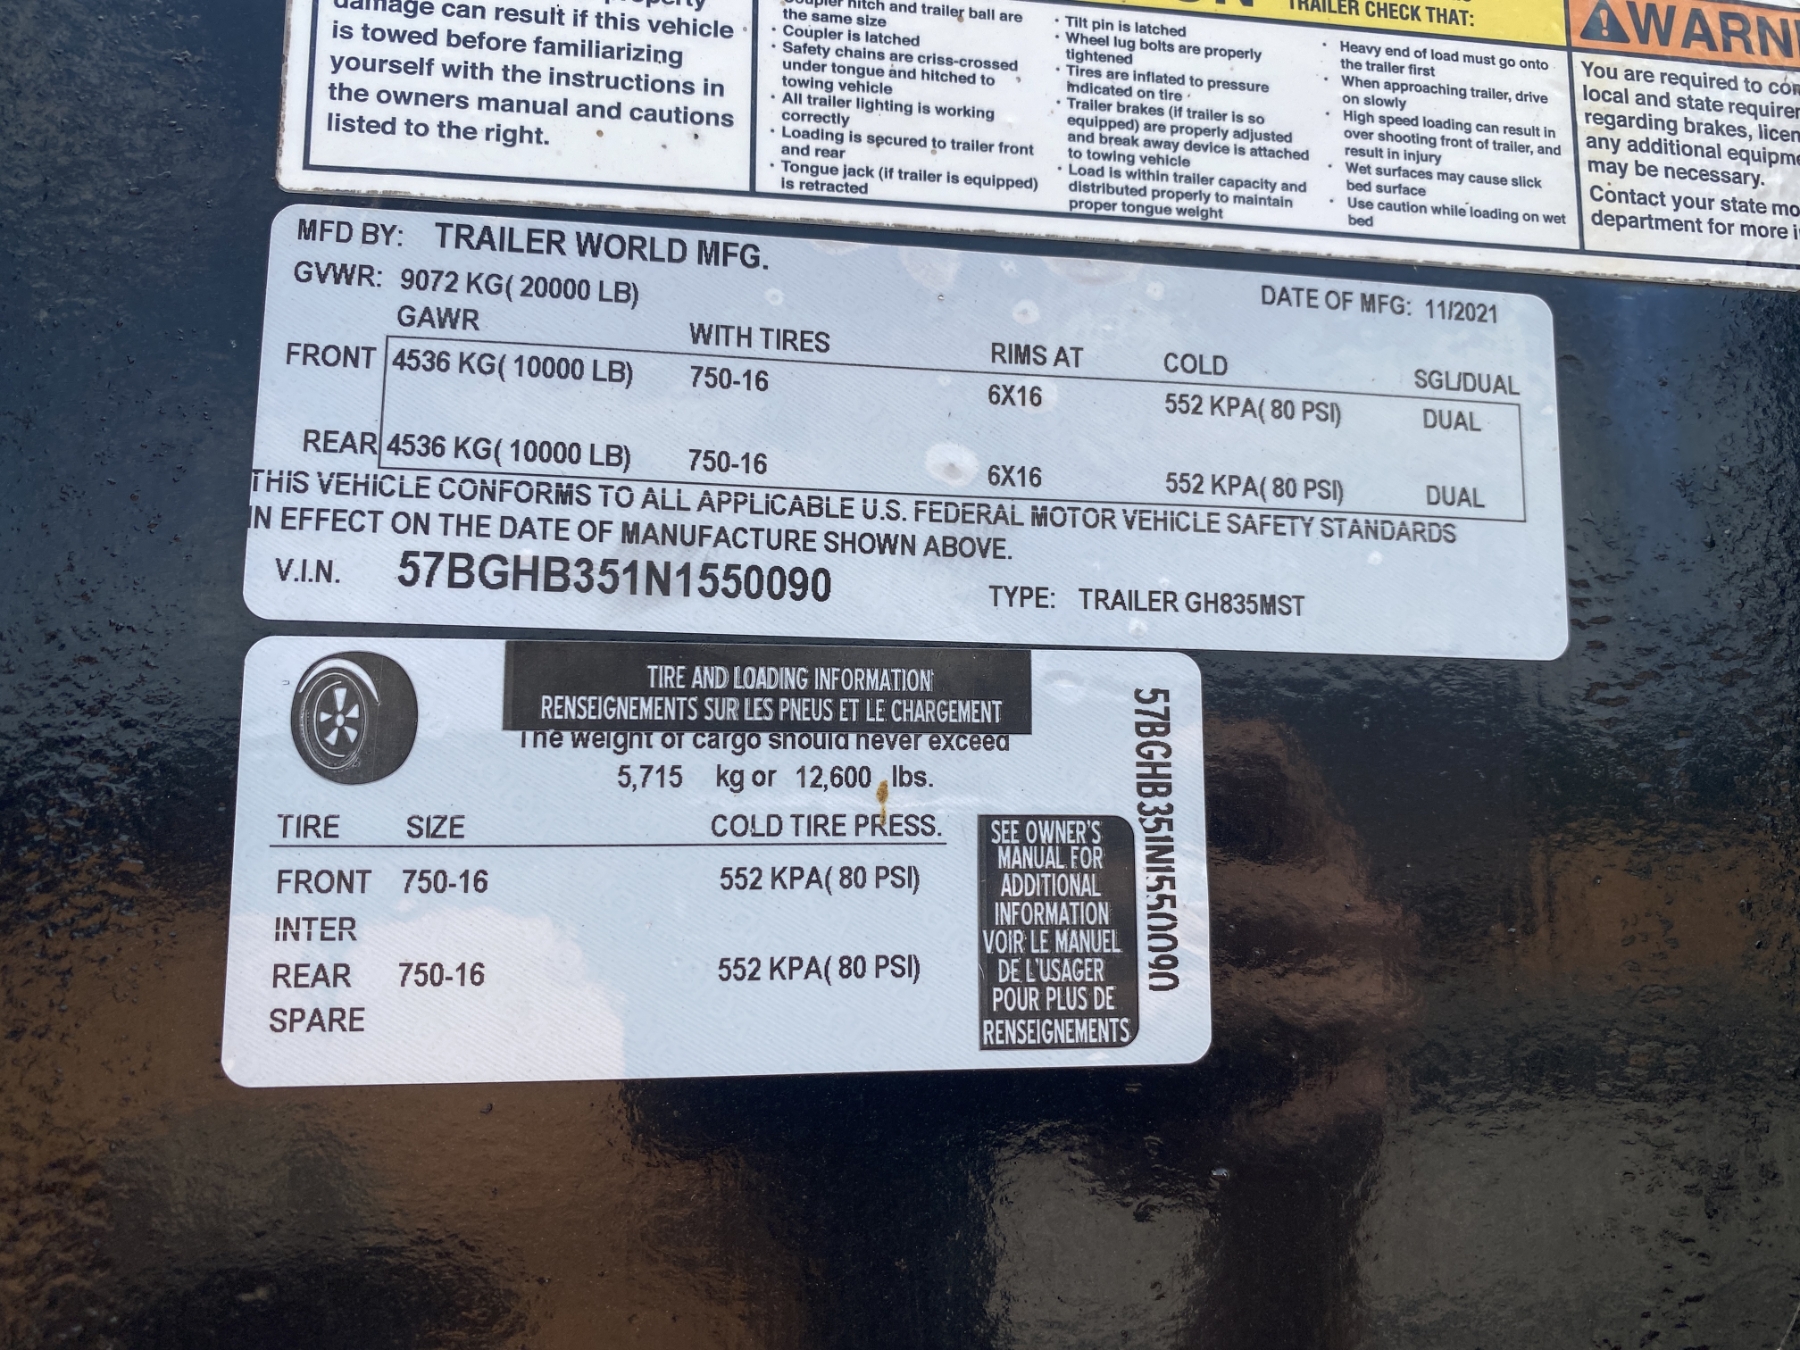 damage can result if this vehicle
is towed before familiarizing
yourself with the instructions in
the owners manual and cautions
listed to the right.
hitch and trailer ball are
the same size
• Coupler is latched
• Safety chains are criss-crossed
under tongue and hitched to
towing vehicle
• All trailer lighting is working
correctly
• Loading is secured to trailer front
and rear
• Tongue jack (if trailer is equipped)
is retracted
• Tilt pin is latched
• Wheel lug bolts are properly
tightened
• Tires are inflated to pressure
indicated on tire
• Trailer brakes (if trailer is so
equipped) are properly adjusted
and break away device is attached
to towing vehicle
• Load is within trailer capacity and
distributed properly to maintain
proper tongue weight
TRAILER CHECK THAT:
• Heavy end of load must go onto
the trailer first
• When approaching trailer, drive
on slowly
• High speed loading can result in
over shooting front of trailer, and
result in injury
• Wet surfaces may cause slick
bed surface
• Use caution while loading on wet
bed
WARN
You are required to
local and state
regarding brakes,
any additional
may be necessary.
Contact your state
department for more
MFD BY: TRAILER WORLD MFG.
GVWR: 9072 KG( 20000 LB)
DATE OF MFG: 11/2021
GAWR WITH TIRES RIMS AT COLD SGL/DUAL
FRONT 4536 KG( 10000 LB) 750-16 6X16 552 KPA( 80 PSI) DUAL
REAR 4536 KG( 10000 LB) 750-16 6X16 552 KPA( 80 PSI) DUAL
THIS VEHICLE CONFORMS TO ALL APPLICABLE U.S. FEDERAL MOTOR VEHICLE SAFETY STANDARDS
IN EFFECT ON THE DATE OF MANUFACTURE SHOWN ABOVE.
V.I.N. 57BGHB351N1550090 TYPE: TRAILER GH835MST
TIRE AND LOADING INFORMATION
RENSEIGNEMENTS SUR LES PNEUS ET LE CHARGEMENT
The weight of cargo should never exceed
5,715 kg or 12,600 lbs.
TIRE SIZE COLD TIRE PRESS.
FRONT 750-16 552 KPA( 80 PSI)
INTER
REAR 750-16 552 KPA( 80 PSI)
SPARE
SEE OWNER'S
MANUAL FOR
ADDITIONAL
INFORMATION
VOIR LE MANUEL
DE L'USAGER
POUR PLUS DE
RENSEIGNEMENTS
57BGHB351N1550090